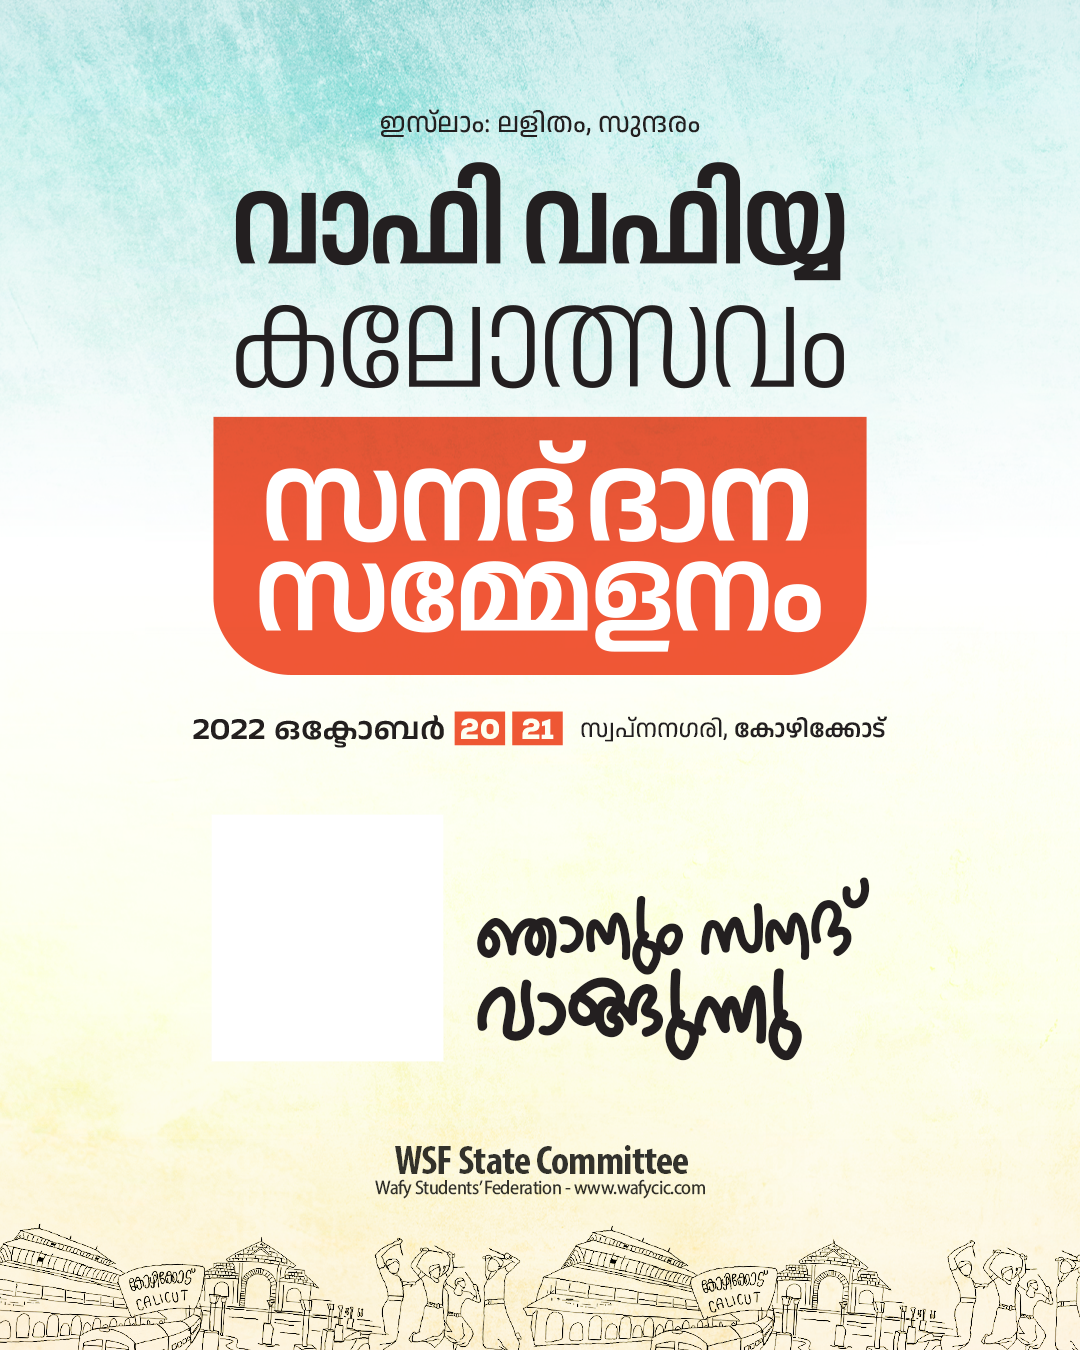 ഇസ്‌ലാം: ലളിതം, സുന്ദരം
വാഫി വഫിയ്യ
കലോത്സവം
സനദ് ദാന
സമ്മേളനം
2022 ഒക്ടോബർ 20 21 സ്വപ്നനഗരി, കോഴിക്കോട്
ഞാനും സനദ്
വാങ്ങുന്നു
WSF State Committee
Wafy Students' Federation - www.wafycic.com
കോഴിക്കോട്
CALICUT
കോഴിക്കോട്
CALICUT